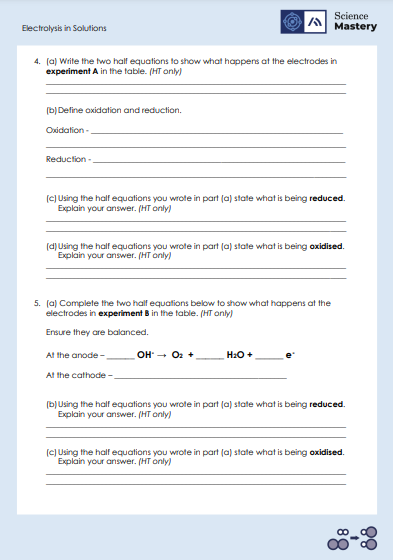 Electrolysis in Solutions
Science
Mastery
4. (a) Write the two half equations to show what happens at the electrodes in
experiment A in the table. (HT only)
(b) Define oxidation and reduction.
Oxidation -
Reduction -
(c) Using the half equations you wrote in part (a) state what is being reduced.
Explain your answer. (HT only)
(d) Using the half equations you wrote in part (a) state what is being oxidised.
Explain your answer. (HT only)
5. (a) Complete the two half equations below to show what happens at the
electrodes in experiment B in the table. (HT only)
Ensure they are balanced.
At the anode – ______ OH⁻ → O₂ + ______ H₂O + ______ e⁻
At the cathode –
(b) Using the half equations you wrote in part (a) state what is being reduced.
Explain your answer. (HT only)
(c) Using the half equations you wrote in part (a) state what is being oxidised.
Explain your answer. (HT only)